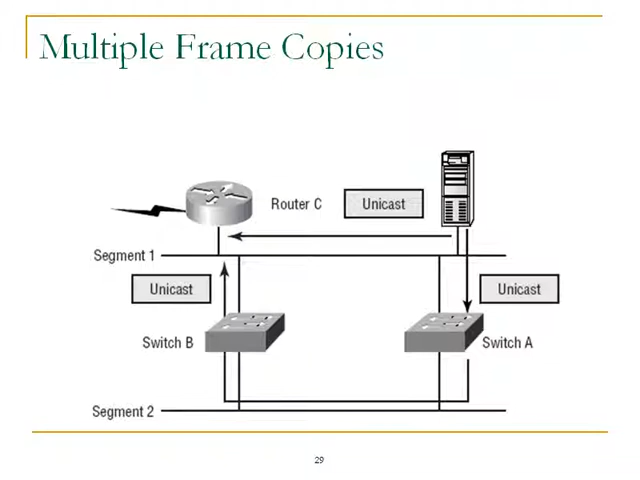 Multiple Frame Copies
Router C
Unicast
Segment 1
Unicast
Unicast
Switch B
Switch A
Segment 2
29